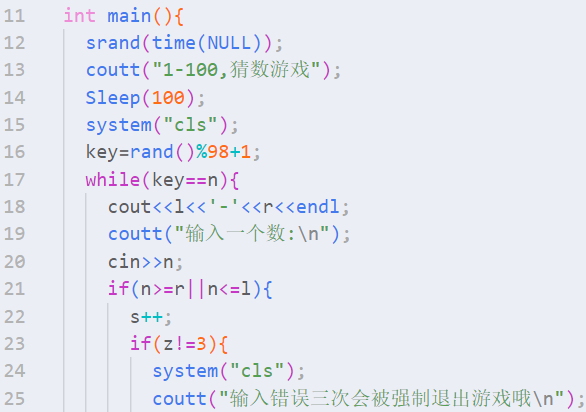 11 int main(){
12 srand(time(NULL));
13 coutt("1-100,猜数游戏");
14 Sleep(100);
15 system("cls");
16 key=rand()%98+1;
17 while(key==n){
18 cout<<l<<'-'<<r<<endl;
19 coutt("输入一个数:\n");
20 cin>>n;
21 if(n>=r||n<=l){
22 s++;
23 if(z!=3){
24 system("cls");
25 coutt("输入错误三次会被强制退出游戏哦\n");